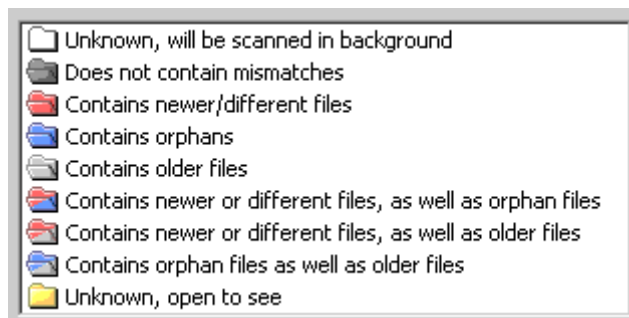 Unknown, will be scanned in background
Does not contain mismatches
Contains newer/different files
Contains orphans
Contains older files
Contains newer or different files, as well as orphan files
Contains newer or different files, as well as older files
Contains orphan files as well as older files
Unknown, open to see